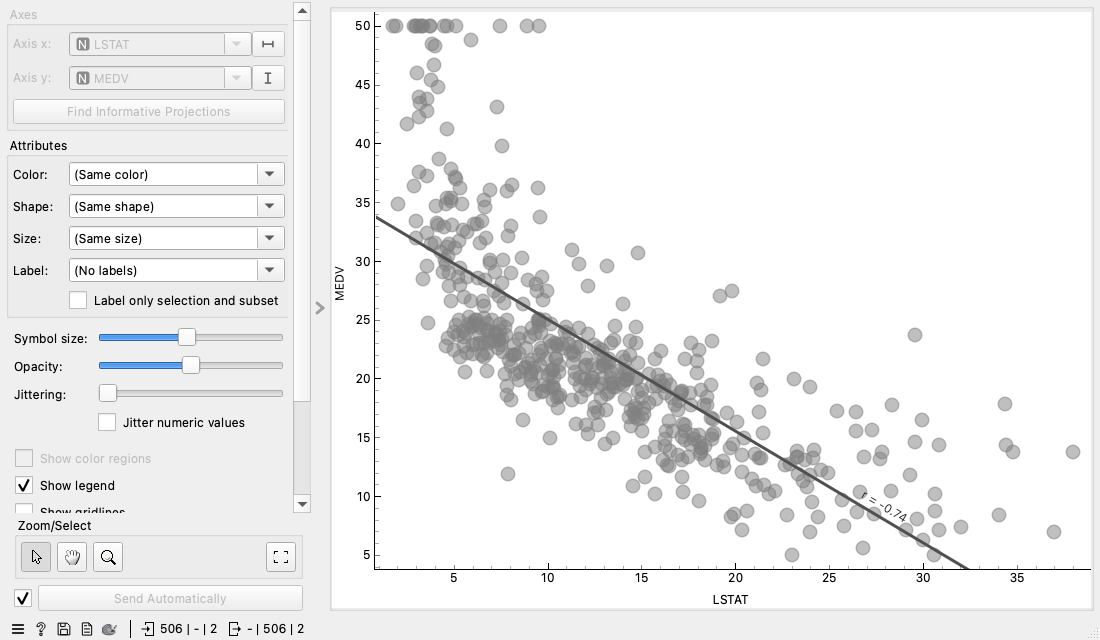 Axes
Axis x: N LSTAT
Axis y: N MEDV
Find Informative Projections
Attributes
Color: (Same color)
Shape: (Same shape)
Size: (Same size)
Label: (No labels)
Label only selection and subset
Symbol size:
Opacity:
Jittering:
Jitter numeric values
Show color regions
Show legend
Show gridlines
Zoom/Select
Send Automatically
? 506 | - | 2 - | 506 | 2
50
45
40
35
30
25
20
15
10
5
MEDV
r = -0.74
5 10 15 20 25 30 35
LSTAT